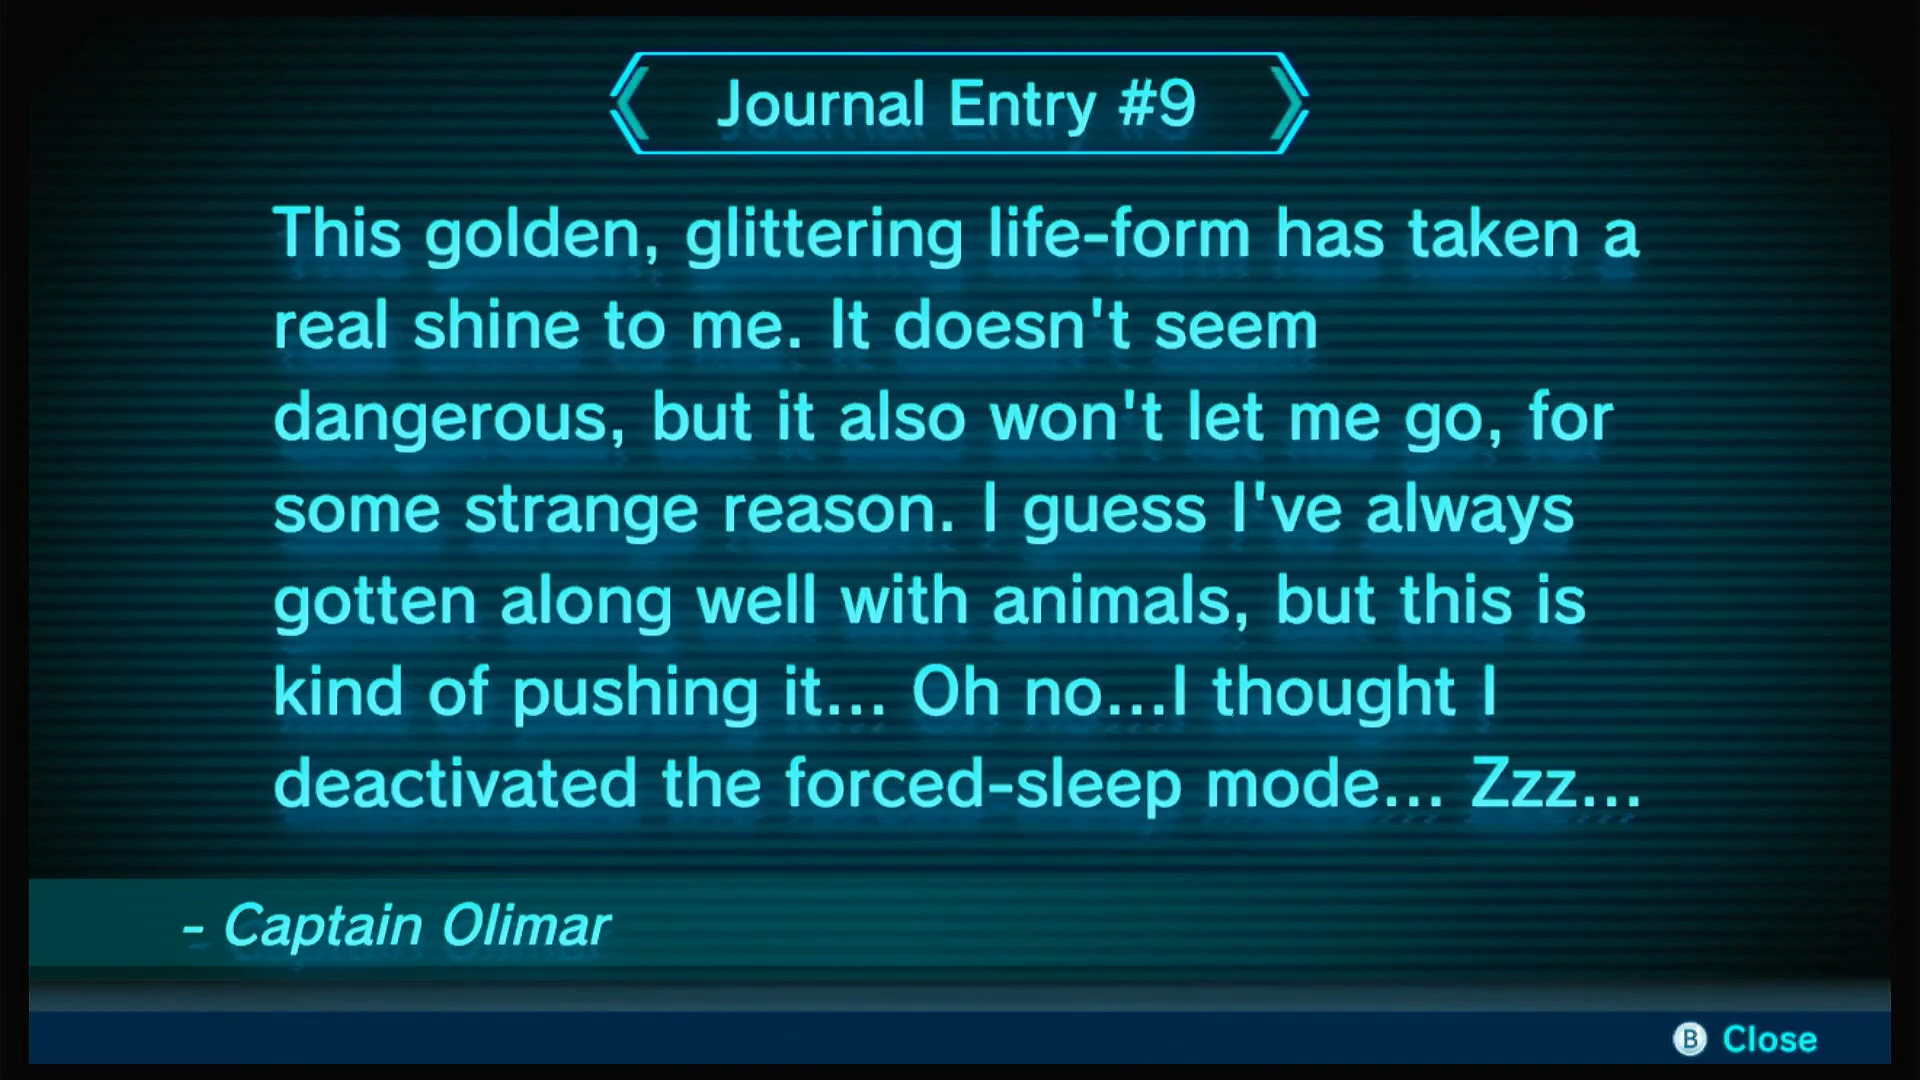 Journal Entry #9
This golden, glittering life-form has taken a
real shine to me. It doesn't seem
dangerous, but it also won't let me go, for
some strange reason. I guess I've always
gotten along well with animals, but this is
kind of pushing it... Oh no...I thought I
deactivated the forced-sleep mode... Zzz...
- Captain Olimar
B Close